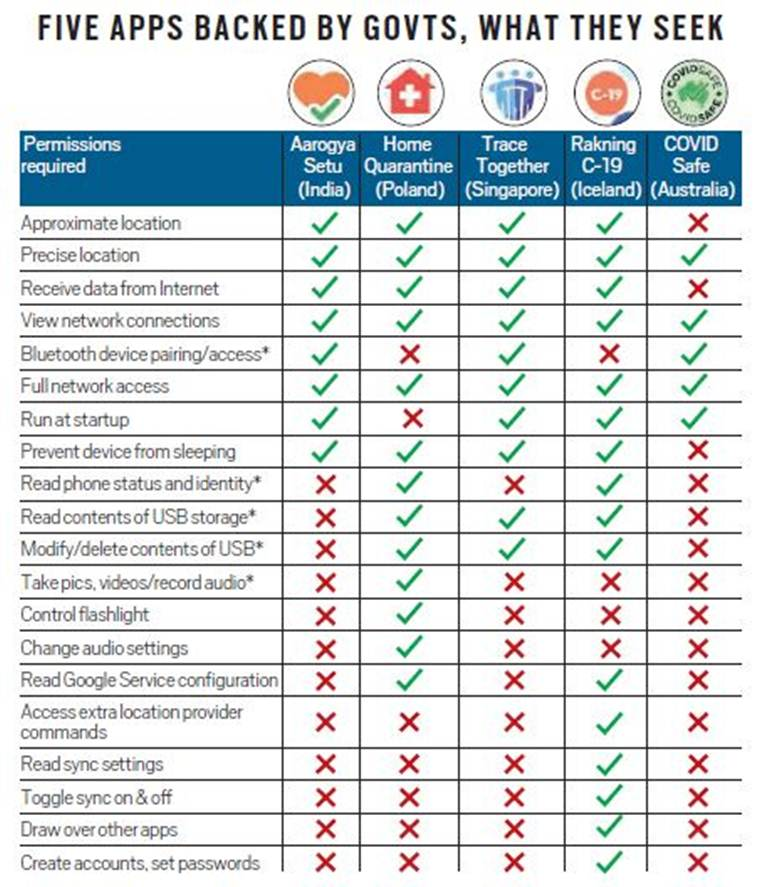 FIVE APPS BACKED BY GOVTS, WHAT THEY SEEK
C-19
COVIDSAFE
COVIDSAFE
Permissions required
Aarogya Setu (India)
Home Quarantine (Poland)
Trace Together (Singapore)
Rakning C-19 (Iceland)
COVID Safe (Australia)
Approximate location ✓ ✓ ✓ ✓ ✗
Precise location ✓ ✓ ✓ ✓ ✓
Receive data from Internet ✓ ✓ ✓ ✓ ✗
View network connections ✓ ✓ ✓ ✓ ✓
Bluetooth device pairing/access* ✓ ✗ ✓ ✗ ✓
Full network access ✓ ✓ ✓ ✓ ✓
Run at startup ✓ ✗ ✓ ✓ ✓
Prevent device from sleeping ✓ ✓ ✓ ✓ ✗
Read phone status and identity* ✗ ✓ ✗ ✓ ✗
Read contents of USB storage* ✗ ✓ ✓ ✓ ✗
Modify/delete contents of USB* ✗ ✓ ✓ ✓ ✗
Take pics, videos/record audio* ✗ ✓ ✗ ✗ ✗
Control flashlight ✗ ✓ ✗ ✗ ✗
Change audio settings ✗ ✓ ✗ ✗ ✗
Read Google Service configuration ✗ ✓ ✗ ✓ ✗
Access extra location provider
commands ✗ ✗ ✗ ✓ ✗
Read sync settings ✗ ✗ ✗ ✓ ✗
Toggle sync on & off ✗ ✗ ✗ ✓ ✗
Draw over other apps ✗ ✗ ✗ ✓ ✗
Create accounts, set passwords ✗ ✗ ✗ ✓ ✗